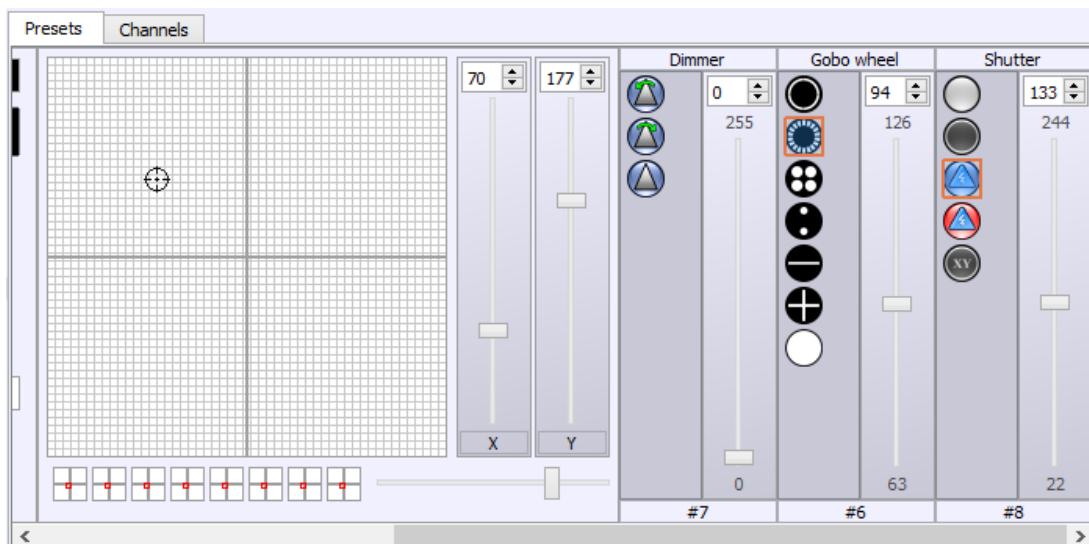 Presets Channels
Dimmer Gobo wheel Shutter
70 177 0 94 133
255 126 244
XY
X Y
0 63 22
#7 #6 #8